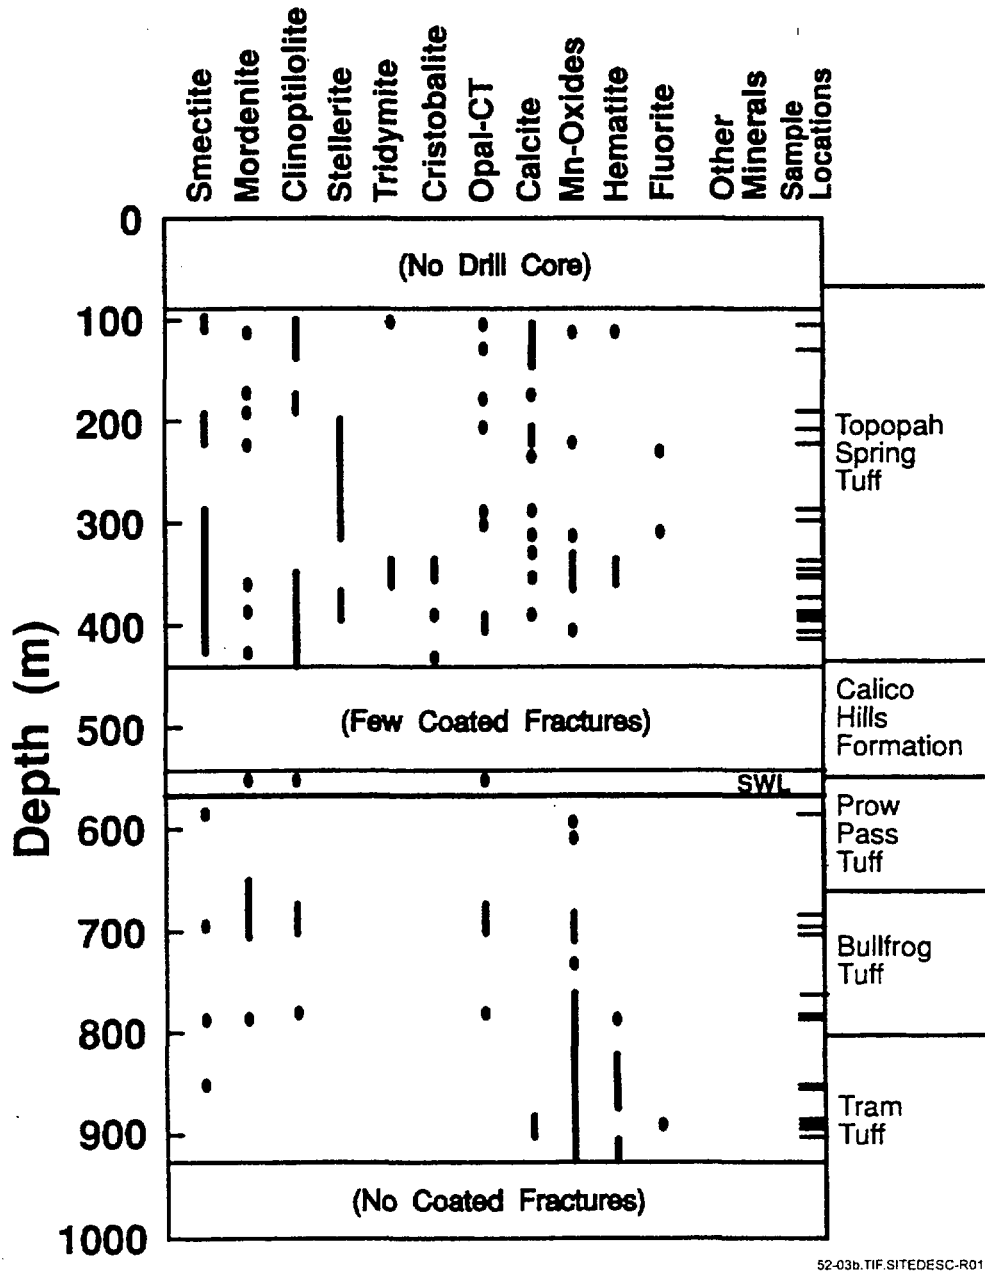 Smectite
Mordenite
Clinoptilolite
Stellerite
Tridymite
Cristobalite
Opal-CT
Calcite
Mn-Oxides
Hematite
Fluorite
Other
Minerals
Sample
Locations
0
(No Drill Core)
100
200
Topopah
Spring
Tuff
300
400
Depth (m)
Calico
Hills
Formation
(Few Coated Fractures)
500
SWL
Prow
Pass
Tuff
600
700
Bullfrog
Tuff
800
Tram
Tuff
900
(No Coated Fractures)
1000
52-03b.TIF.SITEDESC-R01